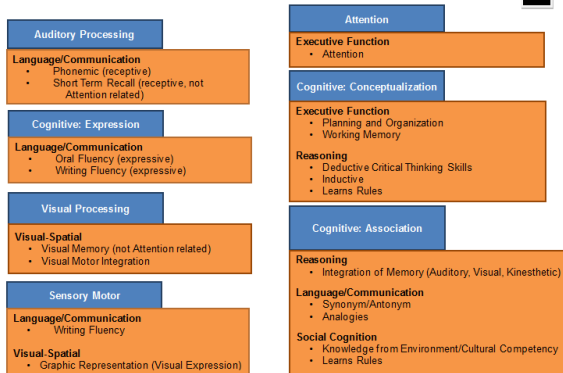 Auditory Processing
Language/Communication
• Phonemic (receptive)
• Short Term Recall (receptive, not
Attention related)
Cognitive: Expression
Language/Communication
• Oral Fluency (expressive)
• Writing Fluency (expressive)
Visual Processing
Visual-Spatial
• Visual Memory (not Attention related)
• Visual Motor Integration
Sensory Motor
Language/Communication
• Writing Fluency
Visual-Spatial
• Graphic Representation (Visual Expression)
Attention
Executive Function
• Attention
Cognitive: Conceptualization
Executive Function
• Planning and Organization
• Working Memory
Reasoning
• Deductive Critical Thinking Skills
• Inductive
• Learns Rules
Cognitive: Association
Reasoning
• Integration of Memory (Auditory, Visual, Kinesthetic)
Language/Communication
• Synonym/Antonym
• Analogies
Social Cognition
• Knowledge from Environment/Cultural Competency
• Learns Rules